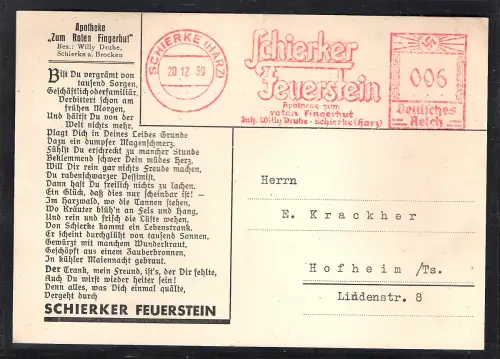 Apotheke
„Zum Roten Fingerhut"
Bes.: Willy Drube,
Schierke a. Brocken
Bist Du vergrämt von
tausend Sorgen,
Geschäftlich oder familiär,
Verbittert schon am
frühen Morgen,
Und hältst Du von der
Welt nichts mehr,
Plagt Dich in Deines Leibes Grunde
Dazu ein dumpfer Magenschmerz,
Fühlst Du erschreckt zu mancher Stunde
Beklemmend schwer Dein müdes Herz,
Will Dir rein gar nichts Freude machen,
Du rabenschwarzer Pessimist,
Dann hast Du freilich nichts zu lachen.
Ein Glück, daß dies nur scheinbar ist! —
Im Harzwald, wo die Tannen stehen,
Wo Kräuter blüh'n an Fels und Hang,
Und rein und frisch die Lüfte wehen,
Von Schierke kommt ein Lebenstrank.
Er scheint durchglüht von tausend Sonnen,
Gewürzt mit manchem Wunderkraut,
Geschöpft aus einem Zauberbronnen,
In kühler Maiennacht gebraut.
Der Trank, mein Freund, ist's, der Dir fehlte,
Auch Du wirst wieder heiter sein!
Denn alles, was Dich einmal quälte,
Vergeht durch
SCHIERKER FEUERSTEIN
SCHIERKE (HARZ)
20 12 39
Schierker
Feuerstein
Apotheke zum
roten Fingerhut
Inh. Willy Drube-Schierke (Harz)
006
Deutsches
Reich
Herrn
E. Krackher
Hofheim /Ts.
Lindenstr. 8